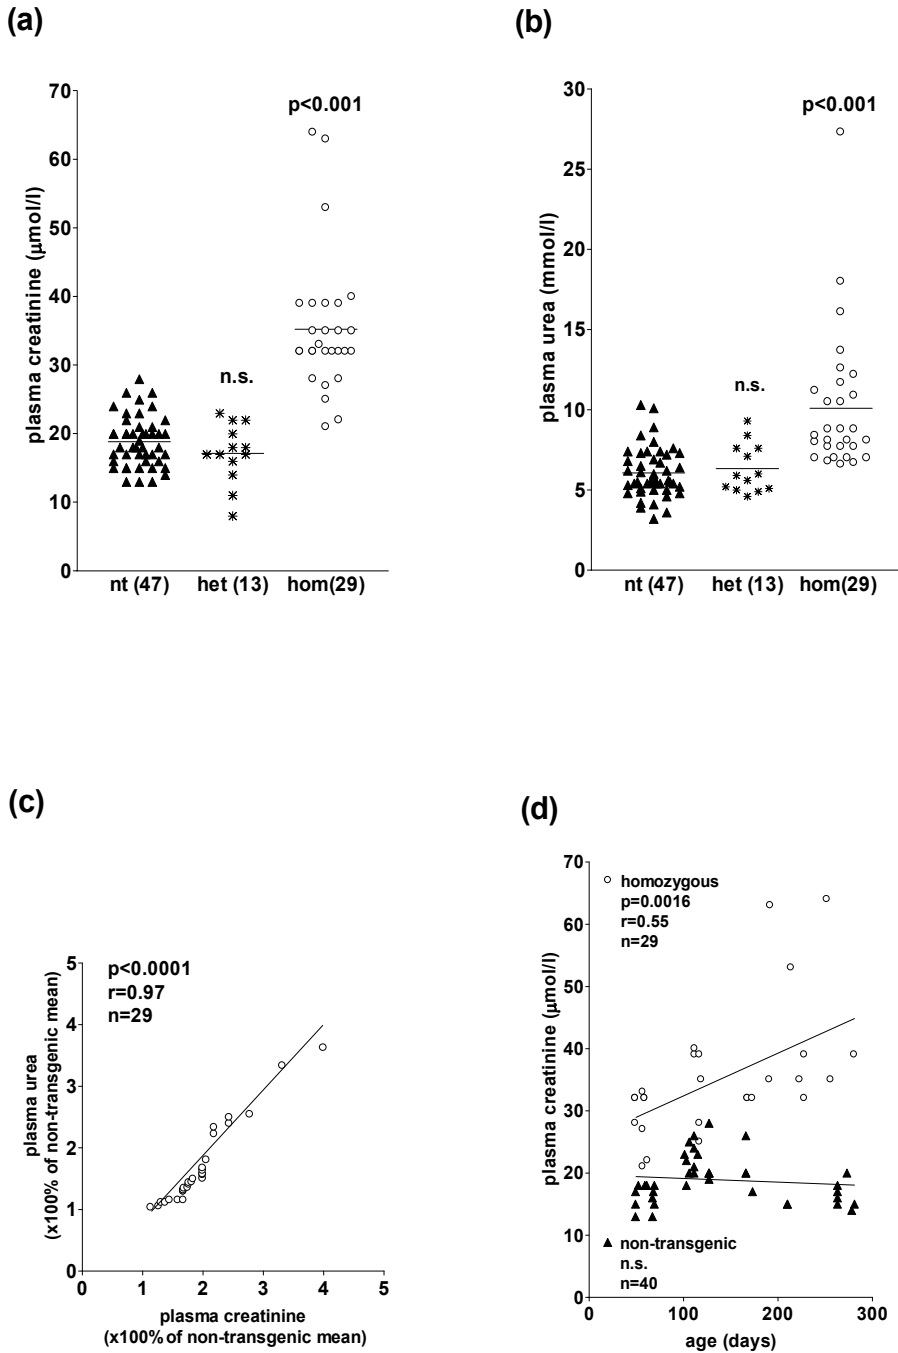 (a)
plasma creatinine (μmol/l)
70
60
50
40
30
20
10
0
p<0.001
n.s.
nt (47) het (13) hom(29)
(b)
plasma urea (mmol/l)
30
25
20
15
10
5
0
p<0.001
n.s.
nt (47) het (13) hom(29)
(c)
plasma urea
(x100% of non-transgenic mean)
5
4
3
2
1
0
p<0.0001
r=0.97
n=29
0 1 2 3 4 5
plasma creatinine
(x100% of non-transgenic mean)
(d)
plasma creatinine (μmol/l)
70
60
50
40
30
20
10
0
homozygous
p=0.0016
r=0.55
n=29
non-transgenic
n.s.
n=40
0 100 200 300
age (days)